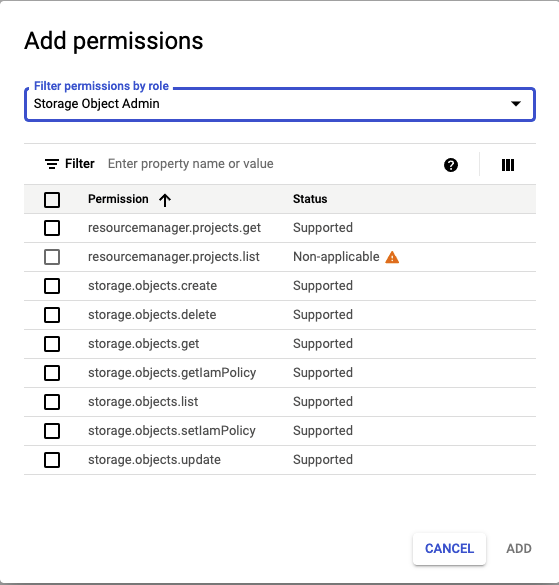 Add permissions
Filter permissions by role
Storage Object Admin
Filter Enter property name or value
Permission Status
resourcemanager.projects.get Supported
resourcemanager.projects.list Non-applicable
storage.objects.create Supported
storage.objects.delete Supported
storage.objects.get Supported
storage.objects.getIamPolicy Supported
storage.objects.list Supported
storage.objects.setIamPolicy Supported
storage.objects.update Supported
CANCEL ADD